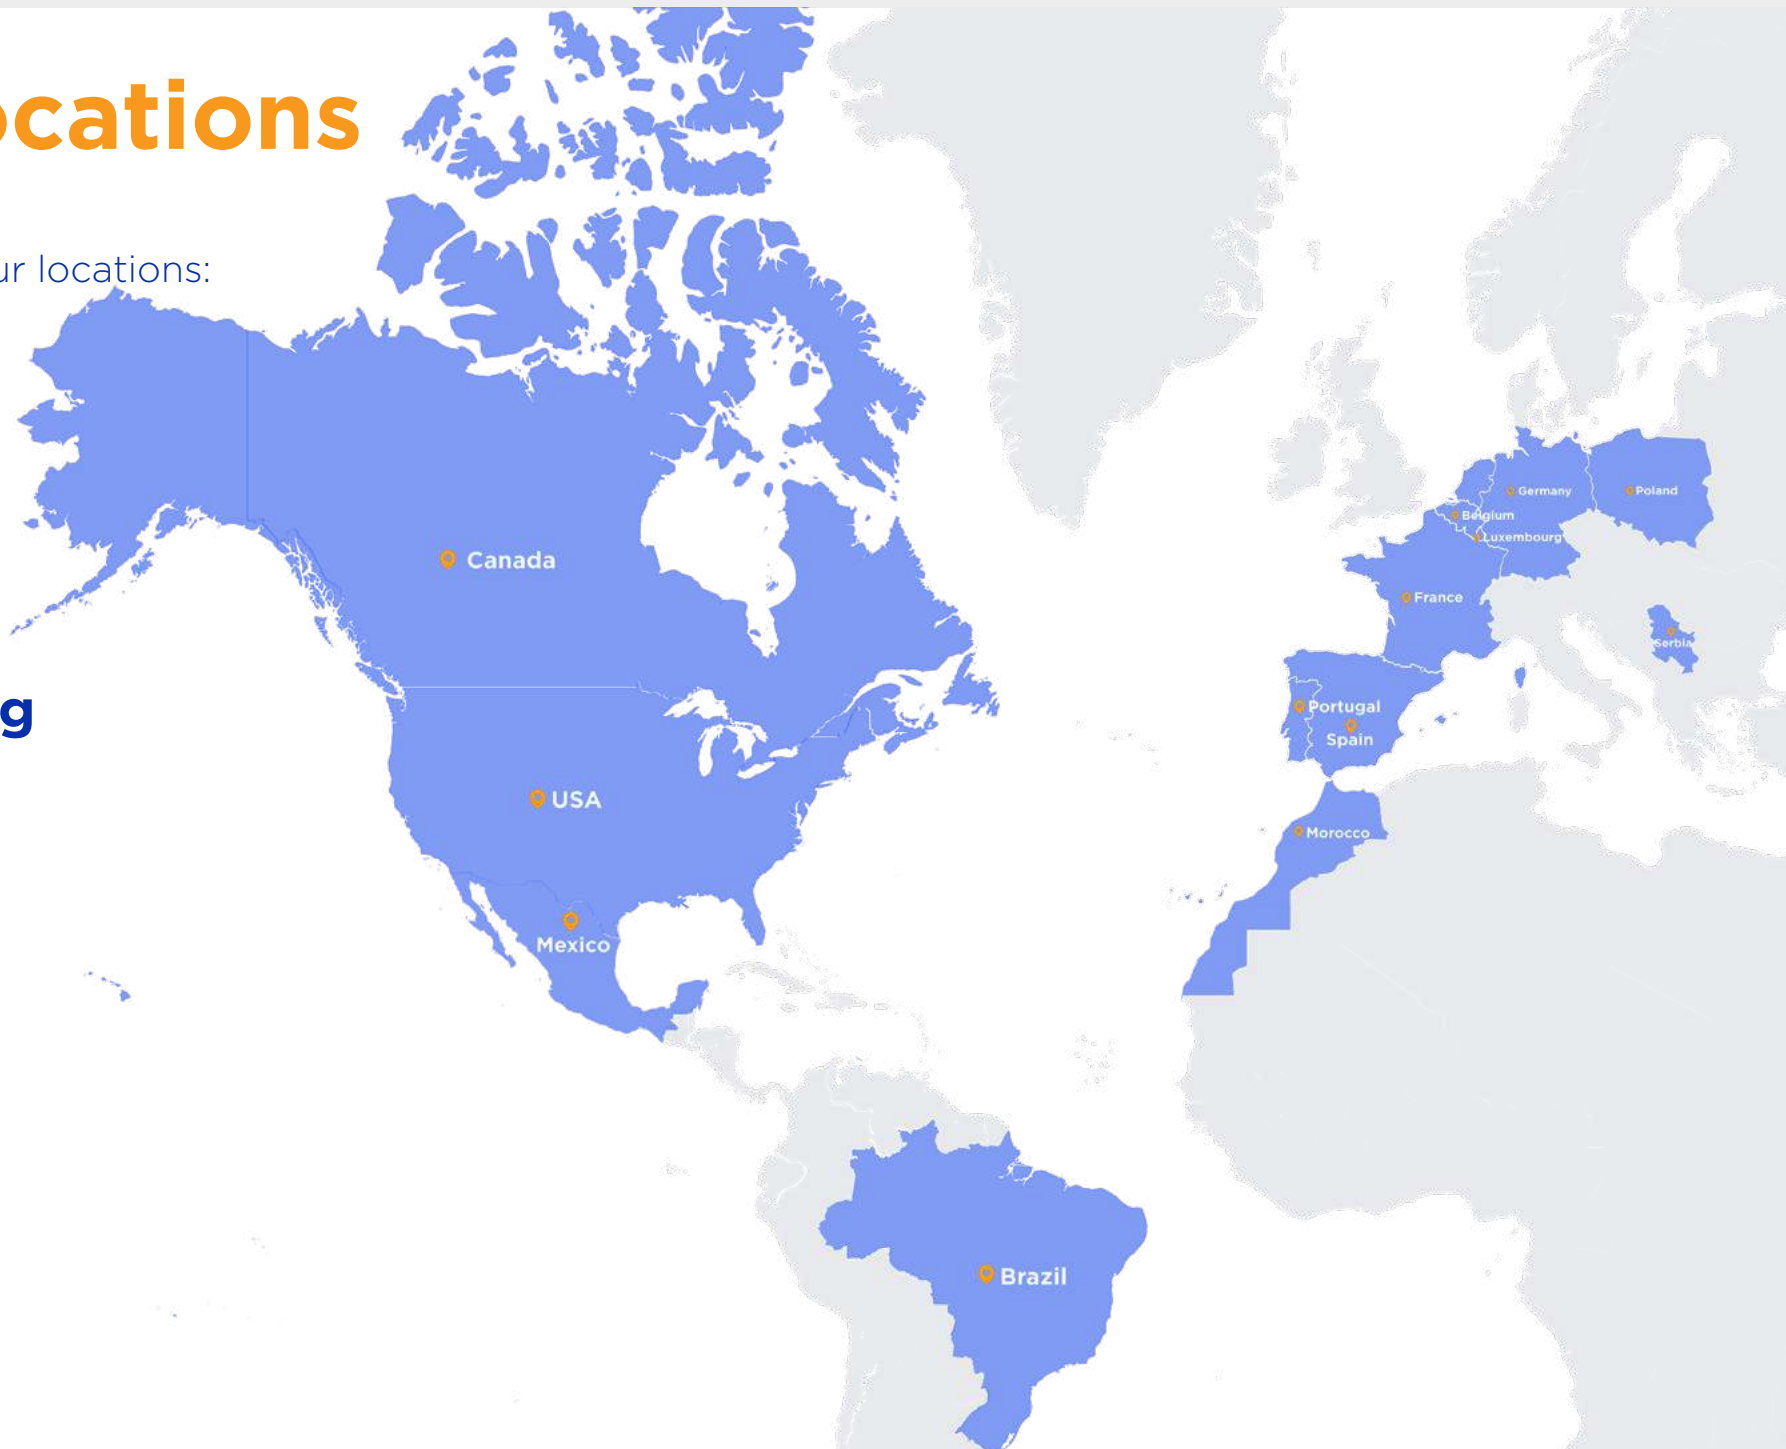 ocations
ur locations:
g
Canada
USA
Mexico
Brazil
Germany
Poland
Belgium
Luxembourg
France
Serbia
Portugal
Spain
Morocco